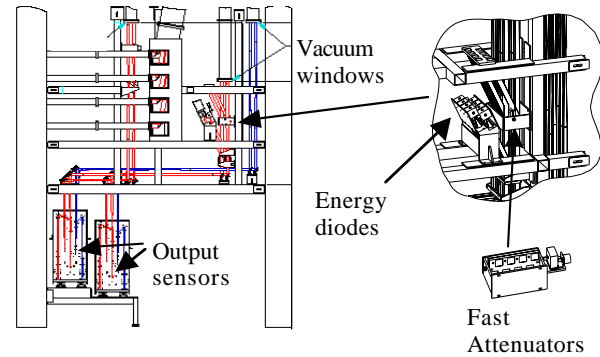 Vacuum
windows
Energy
diodes
Output
sensors
Fast
Attenuators